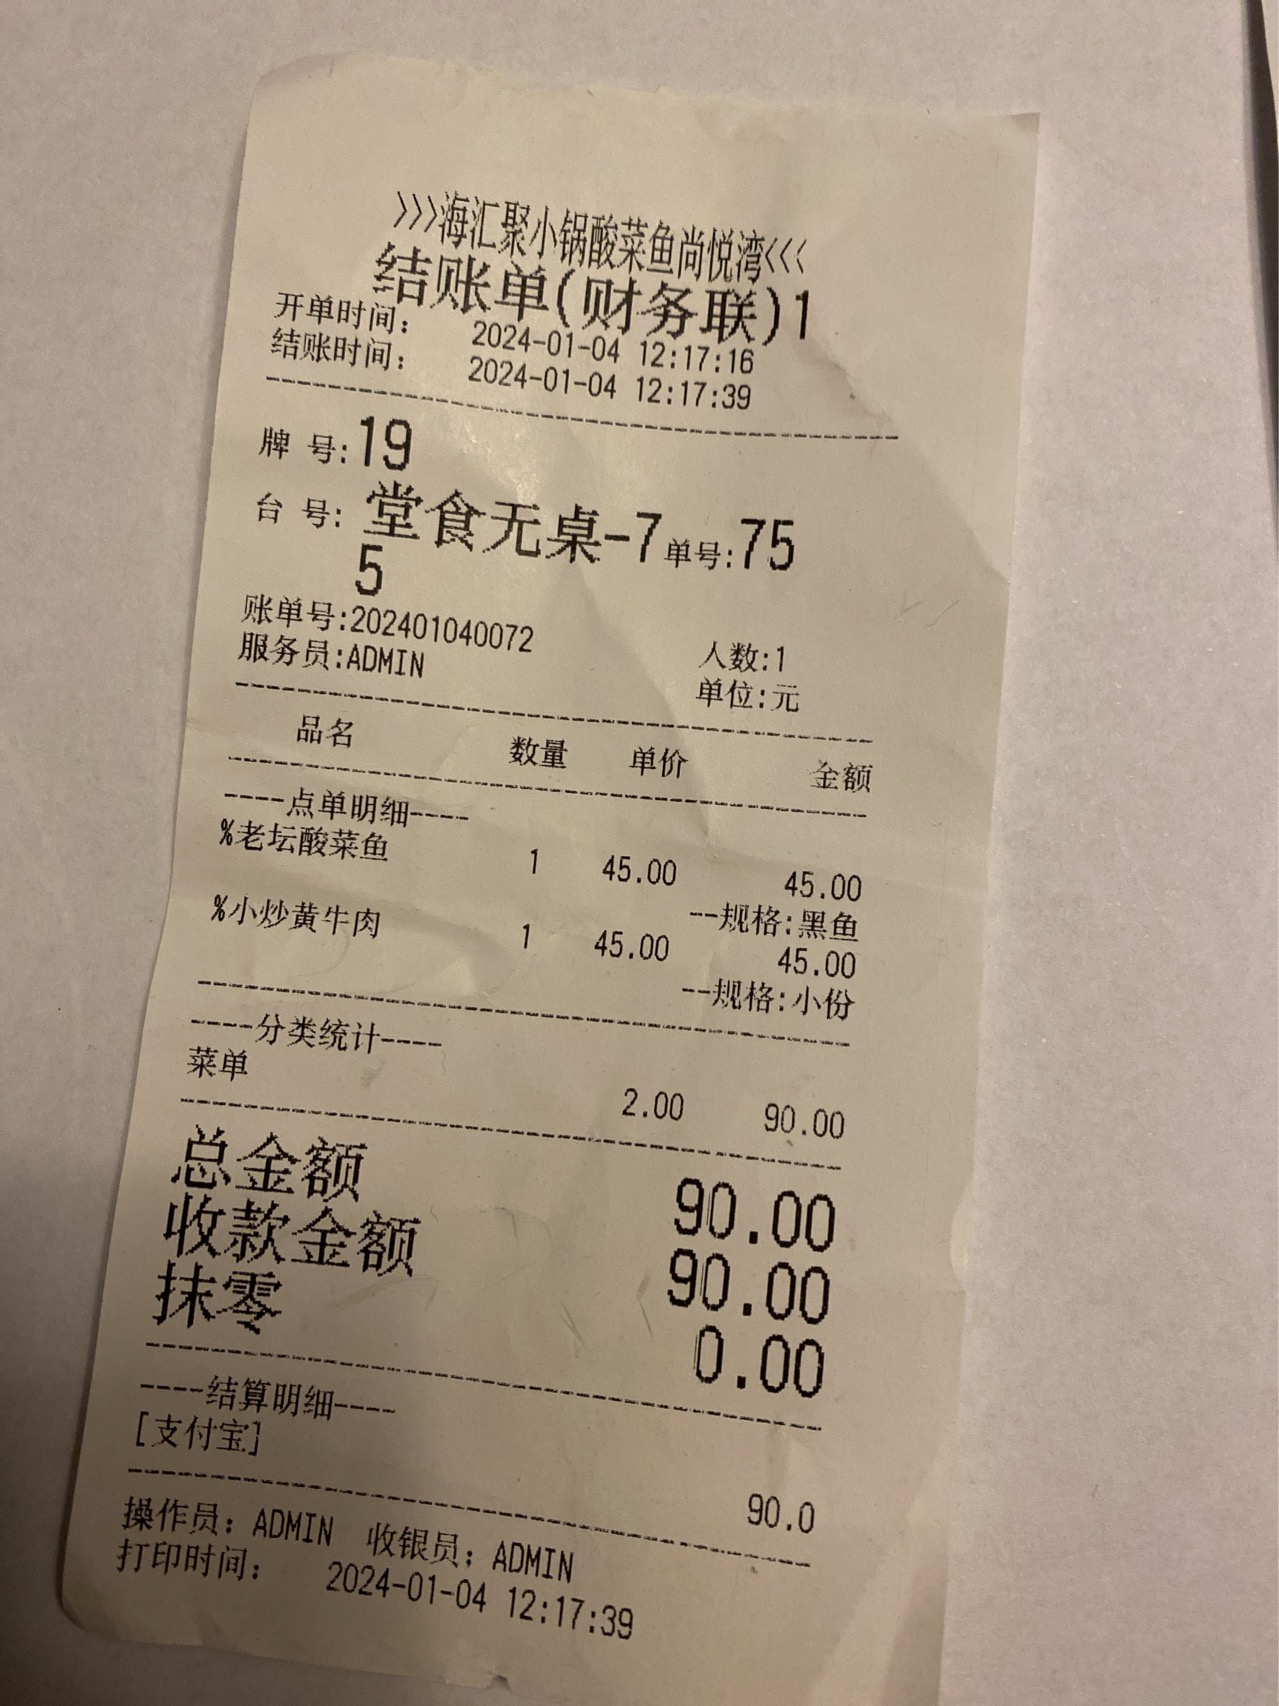 >>>海汇聚小锅酸菜鱼尚悦湾<<<
结账单(财务联)1
开单时间: 2024-01-04 12:17:16
结账时间: 2024-01-04 12:17:39
牌 号:19
台 号: 堂食无桌-7 单号:75
5
账单号:202401040072 人数:1
服务员:ADMIN 单位:元
品名 数量 单价 金额
----点单明细----
%老坛酸菜鱼 1 45.00 45.00
--规格:黑鱼
%小炒黄牛肉 1 45.00 45.00
--规格:小份
----分类统计----
菜单 2.00 90.00
总金额 90.00
收款金额 90.00
抹零 0.00
----结算明细----
[支付宝] 90.0
操作员: ADMIN 收银员: ADMIN
打印时间: 2024-01-04 12:17:39